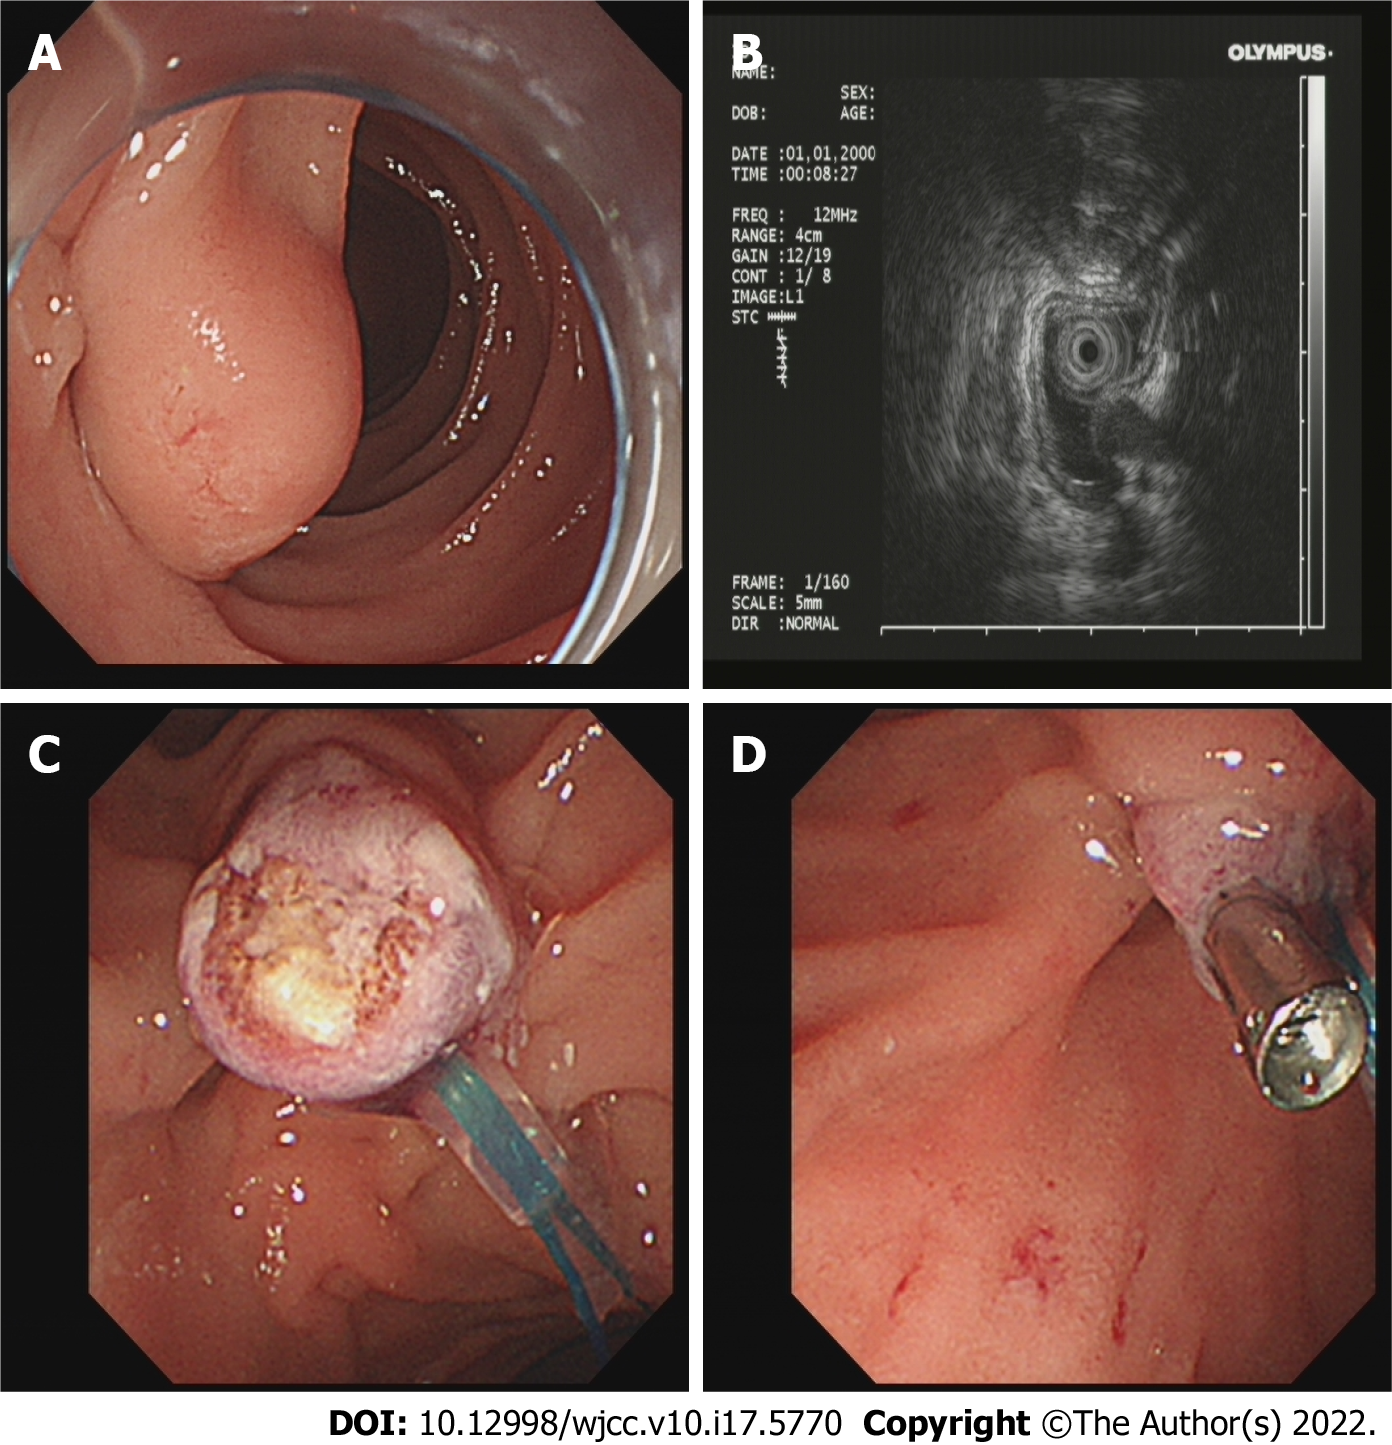 A
B
OLYMPUS
NAME:
SEX:
DOB: AGE:
DATE :01,01,2000
TIME :00:08:27
FREQ : 12MHz
RANGE: 4cm
GAIN :12/19
CONT : 1/ 8
IMAGE:L1
STC
FRAME: 1/160
SCALE: 5mm
DIR :NORMAL
C
D
DOI: 10.12998/wjcc.v10.i17.5770 Copyright ©The Author(s) 2022.